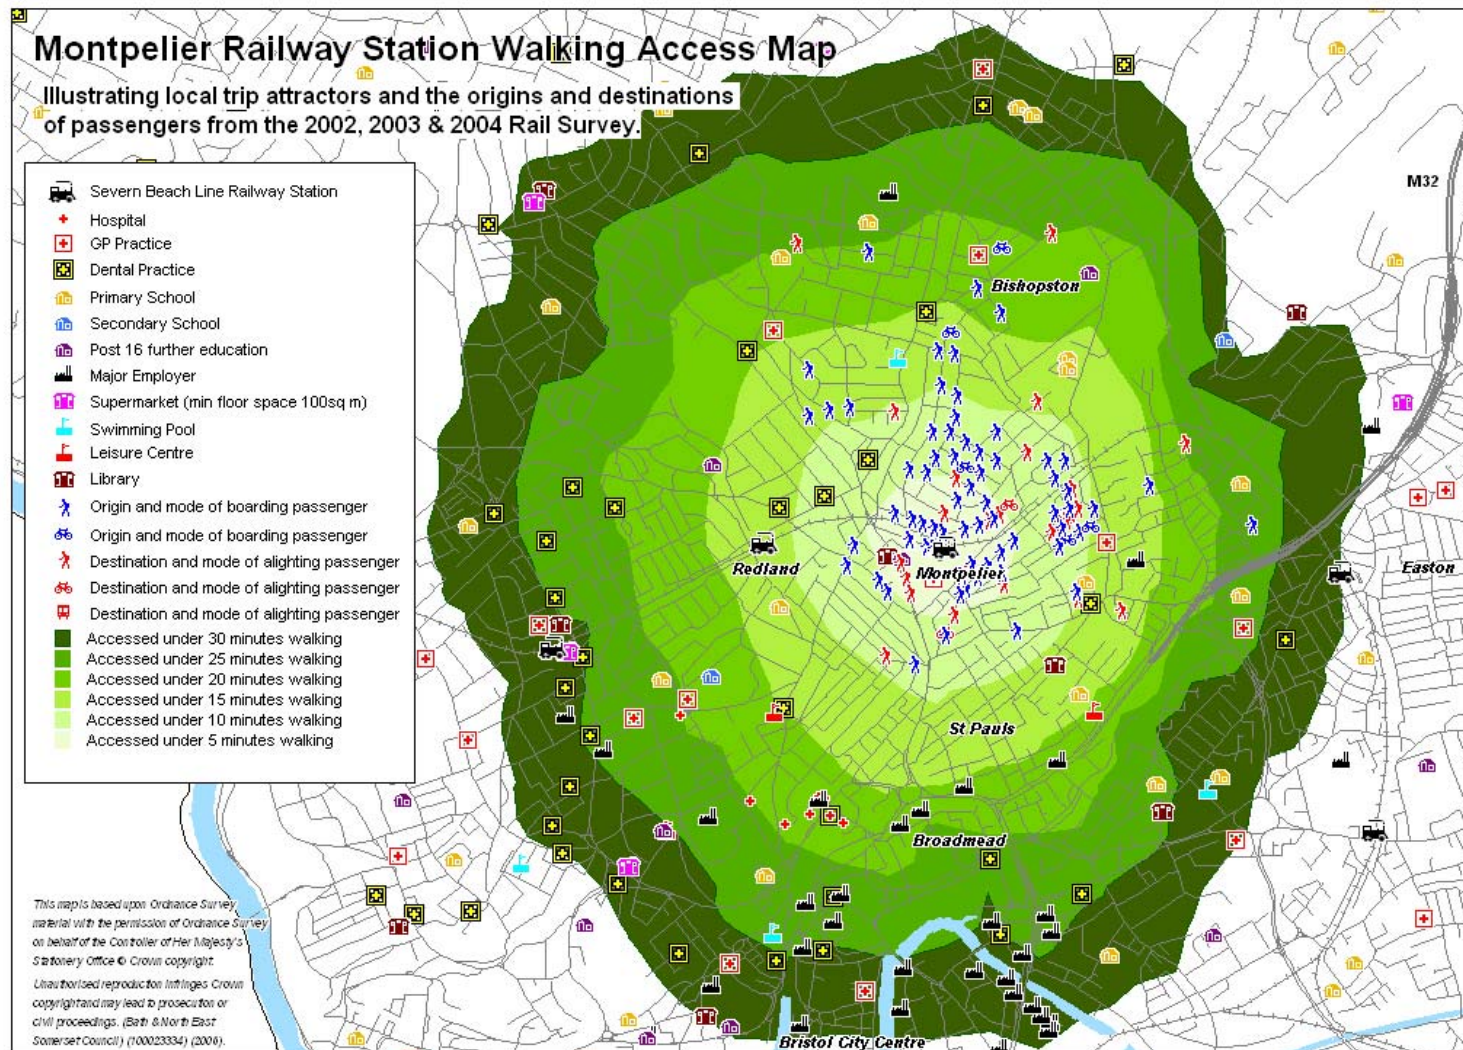 Montpelier Railway Station Walking Access Map
Illustrating local trip attractors and the origins and destinations
of passengers from the 2002, 2003 & 2004 Rail Survey.
Severn Beach Line Railway Station
Hospital
GP Practice
Dental Practice
Primary School
Secondary School
Post 16 further education
Major Employer
Supermarket (min floor space 100sq m)
Swimming Pool
Leisure Centre
Library
Origin and mode of boarding passenger
Origin and mode of boarding passenger
Destination and mode of alighting passenger
Destination and mode of alighting passenger
Destination and mode of alighting passenger
Accessed under 30 minutes walking
Accessed under 25 minutes walking
Accessed under 20 minutes walking
Accessed under 15 minutes walking
Accessed under 10 minutes walking
Accessed under 5 minutes walking
M32
Bishopston
Redland
Montpelier
Easton
St Pauls
Broadmead
Bristol City Centre
This map is based upon Ordnance Survey
material with the permission of Ordnance Survey
on behalf of the Controller of Her Majesty's
Stationery Office © Crown copyright.
Unauthorised reproduction infringes Crown
copyright and may lead to prosecution or
civil proceedings. (Bath & North East
Somerset Council) (100023334) (2006).